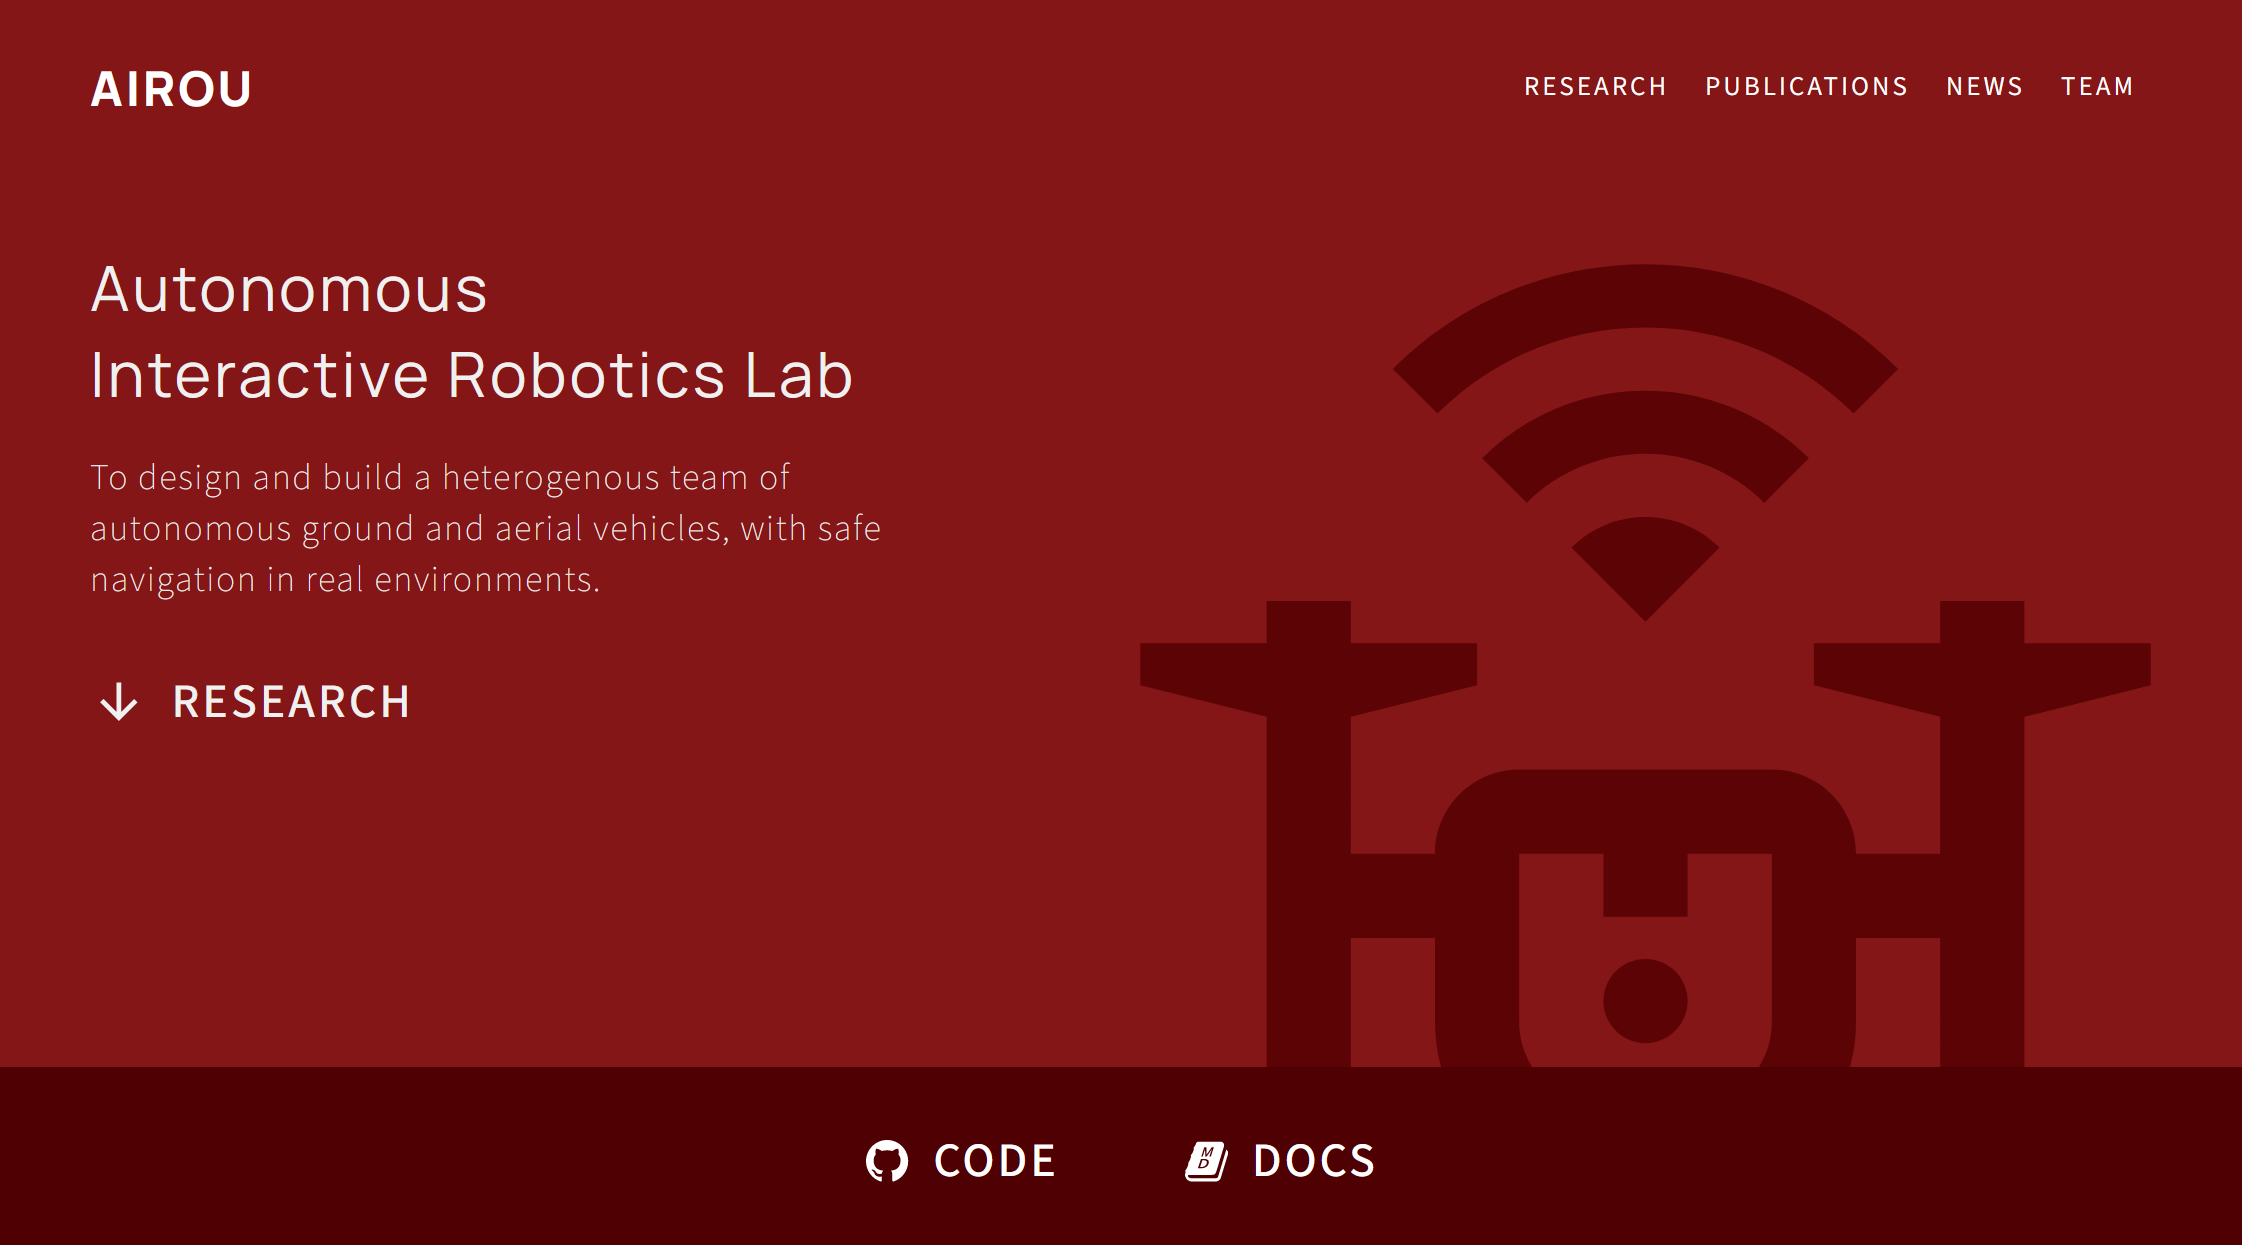 AIROU
RESEARCH PUBLICATIONS NEWS TEAM
Autonomous
Interactive Robotics Lab
To design and build a heterogenous team of
autonomous ground and aerial vehicles, with safe
navigation in real environments.
RESEARCH
CODE
MD
DOCS